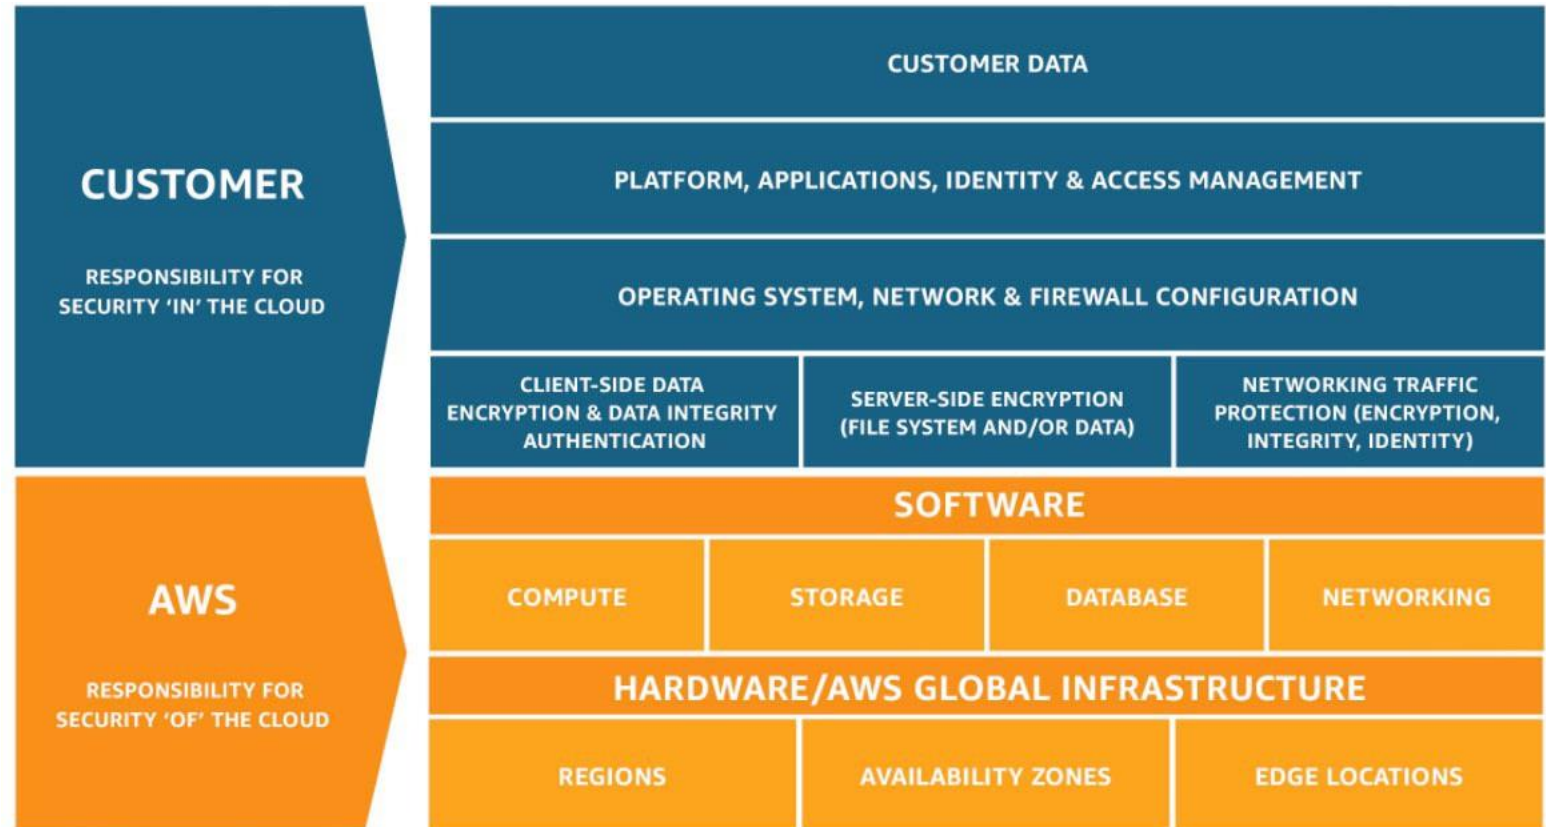 CUSTOMER
RESPONSIBILITY FOR
SECURITY ‘IN’ THE CLOUD
CUSTOMER DATA
PLATFORM, APPLICATIONS, IDENTITY & ACCESS MANAGEMENT
OPERATING SYSTEM, NETWORK & FIREWALL CONFIGURATION
CLIENT-SIDE DATA
ENCRYPTION & DATA INTEGRITY
AUTHENTICATION
SERVER-SIDE ENCRYPTION
(FILE SYSTEM AND/OR DATA)
NETWORKING TRAFFIC
PROTECTION (ENCRYPTION,
INTEGRITY, IDENTITY)
AWS
RESPONSIBILITY FOR
SECURITY ‘OF’ THE CLOUD
SOFTWARE
COMPUTE
STORAGE
DATABASE
NETWORKING
HARDWARE/AWS GLOBAL INFRASTRUCTURE
REGIONS
AVAILABILITY ZONES
EDGE LOCATIONS